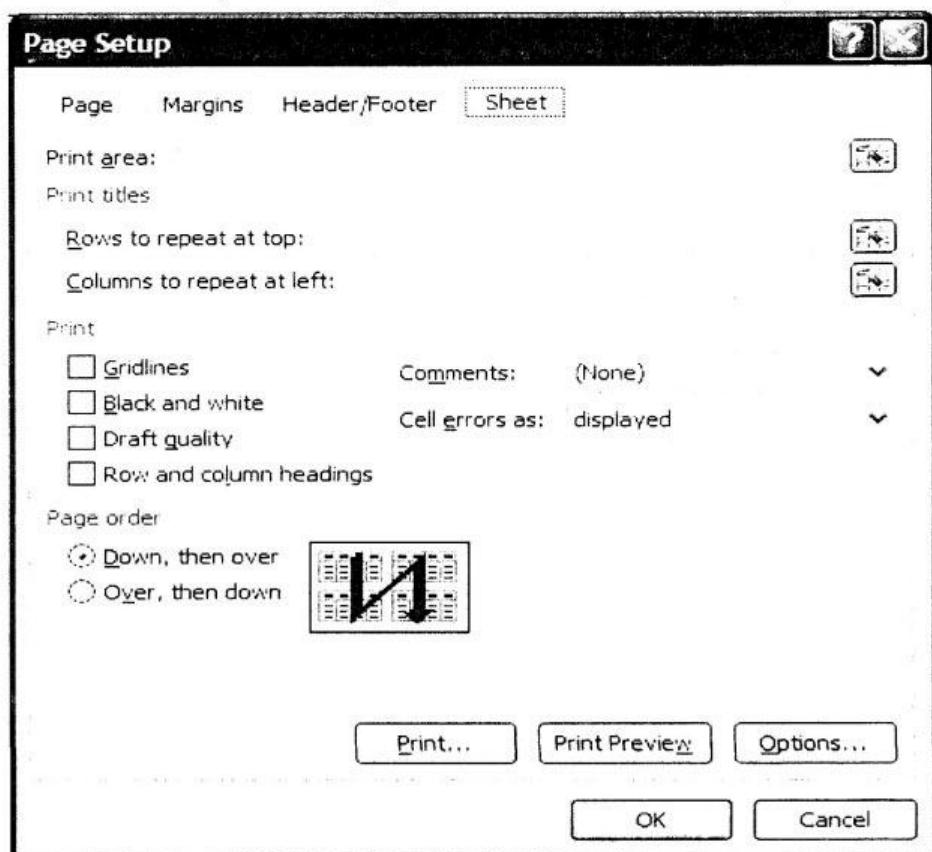 Page Setup
Page Margins Header/Footer Sheet
Print area:
Print titles
Rows to repeat at top:
Columns to repeat at left:
Print
Gridlines
Comments: (None)
Black and white
Cell errors as: displayed
Draft quality
Row and column headings
Page order
Down, then over
Over, then down
Print... Print Preview Options...
OK Cancel